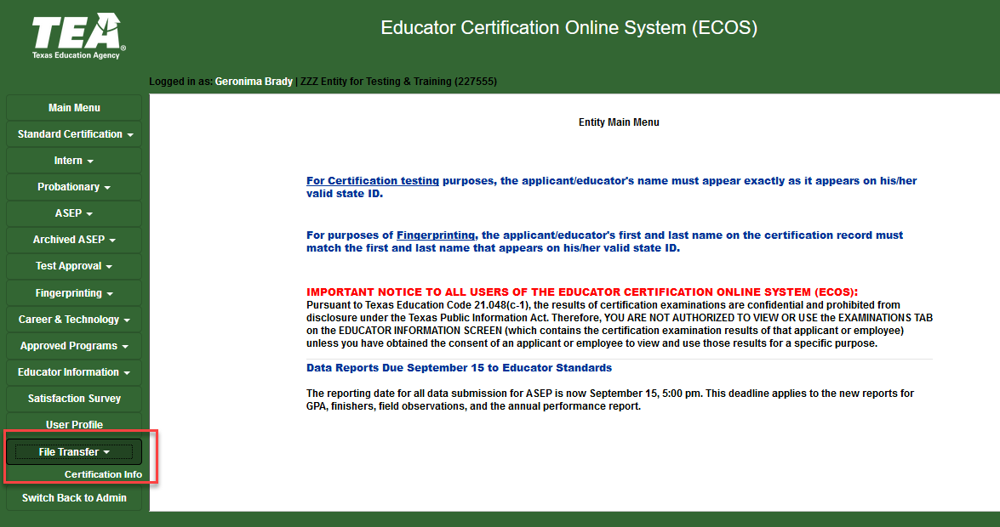 TEA®
Texas Education Agency
Educator Certification Online System (ECOS)
Logged in as: Geronima Brady | ZZZ Entity for Testing & Training (227555)
Main Menu
Standard Certification
Intern
Probationary
ASEP
Archived ASEP
Test Approval
Fingerprinting
Career & Technology
Approved Programs
Educator Information
Satisfaction Survey
User Profile
File Transfer
Certification Info
Switch Back to Admin
Entity Main Menu
For Certification testing purposes, the applicant/educator's name must appear exactly as it appears on his/her
valid state ID.
For purposes of Fingerprinting, the applicant/educator's first and last name on the certification record must
match the first and last name that appears on his/her valid state ID.
IMPORTANT NOTICE TO ALL USERS OF THE EDUCATOR CERTIFICATION ONLINE SYSTEM (ECOS):
Pursuant to Texas Education Code 21.048(c-1), the results of certification examinations are confidential and prohibited from
disclosure under the Texas Public Information Act. Therefore, YOU ARE NOT AUTHORIZED TO VIEW OR USE the EXAMINATIONS TAB
on the EDUCATOR INFORMATION SCREEN (which contains the certification examination results of that applicant or employee)
unless you have obtained the consent of an applicant or employee to view and use those results for a specific purpose.
Data Reports Due September 15 to Educator Standards
The reporting date for all data submission for ASEP is now September 15, 5:00 pm. This deadline applies to the new reports for
GPA, finishers, field observations, and the annual performance report.